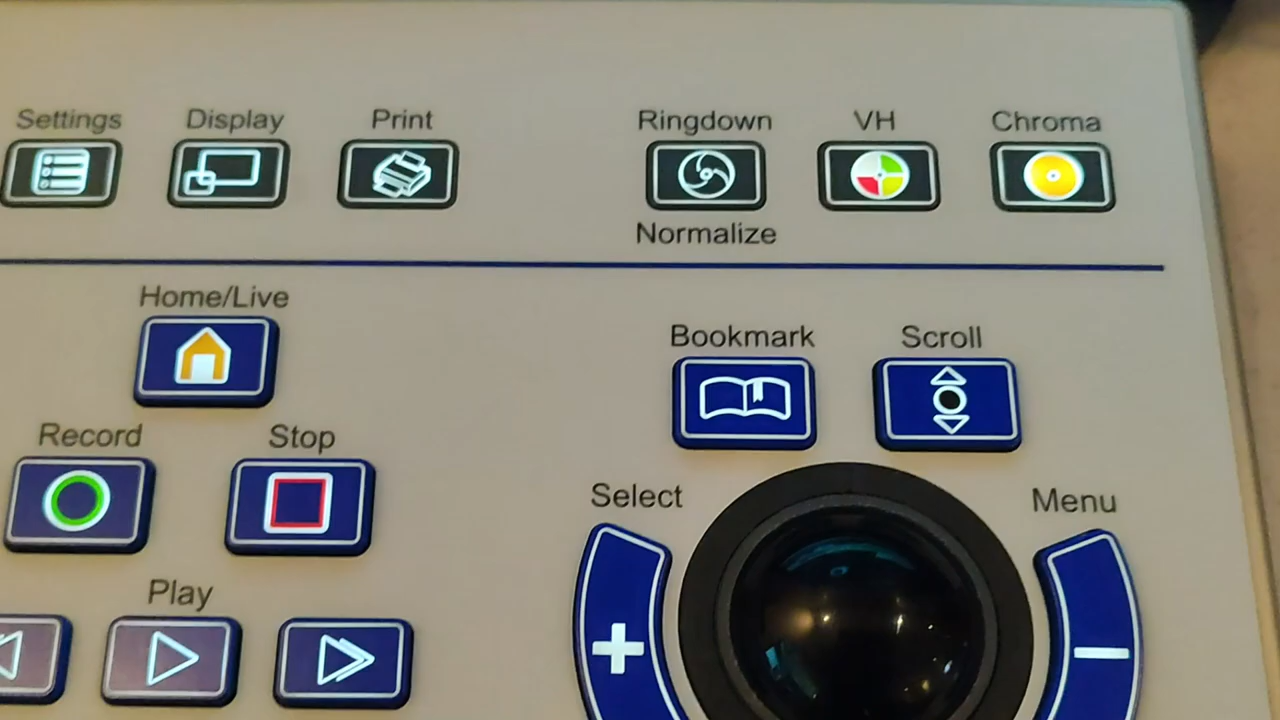 Settings Display Print Ringdown VH Chroma
Normalize
Home/Live
Bookmark Scroll
Record Stop
Select Menu
Play